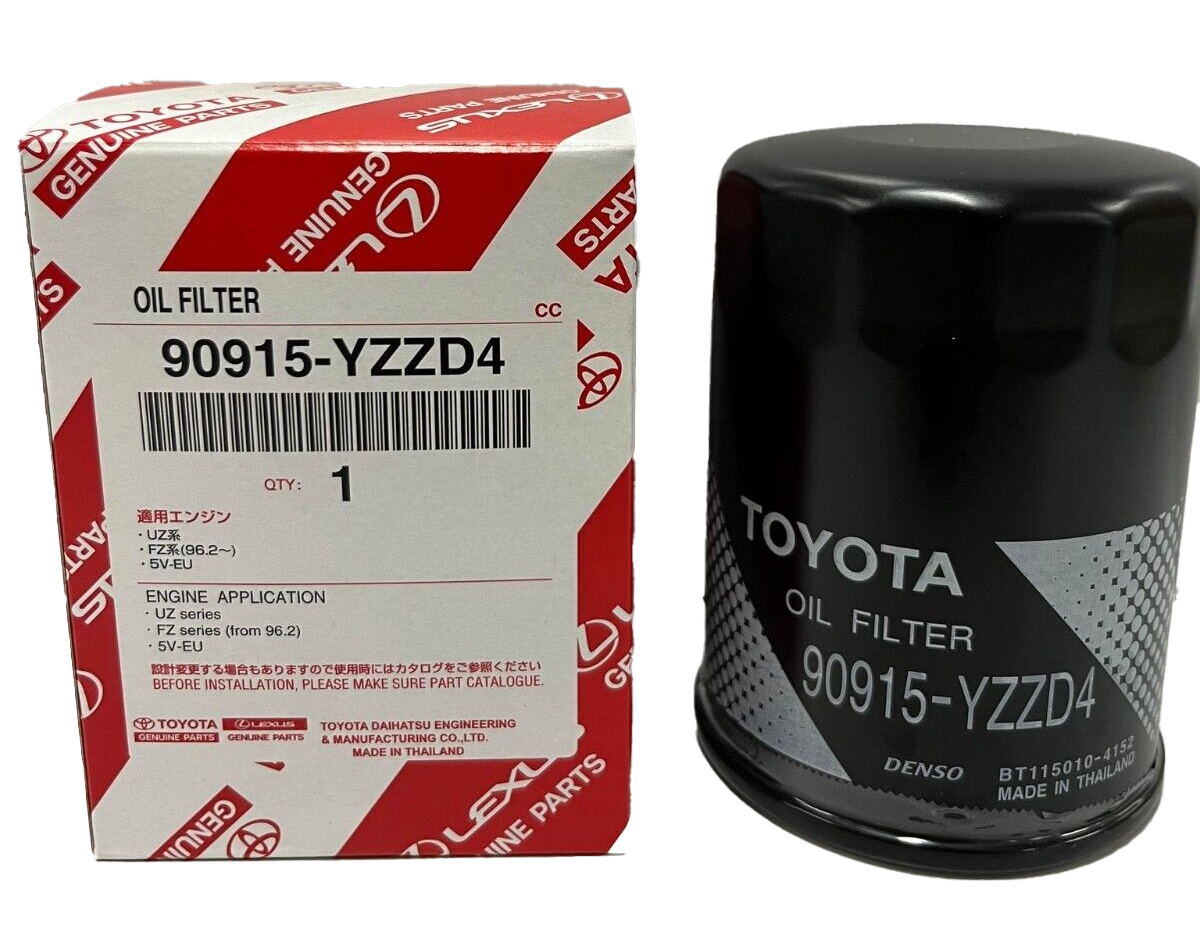 TOYOTA
GENUINE PARTS
LEXUS
GENUINE PARTS
GENUINE
LEXUS
PARTS
OIL FILTER
CC
90915-YZZD4
QTY: 1
適用エンジン
・UZ系
・FZ系(96.2～)
・5V-EU
ENGINE APPLICATION
· UZ series
· FZ series (from 96.2)
· 5V-EU
設計変更する場合もありますので使用時にはカタログをご参照ください
BEFORE INSTALLATION, PLEASE MAKE SURE PART CATALOGUE.
TOYOTA
GENUINE PARTS
LEXUS
GENUINE PARTS
TOYOTA DAIHATSU ENGINEERING
& MANUFACTURING CO.,LTD.
MADE IN THAILAND
GENUINE PARTS
TOYOTA
OIL FILTER
90915-YZZD4
DENSO
BT115010-4152
MADE IN THAILAND